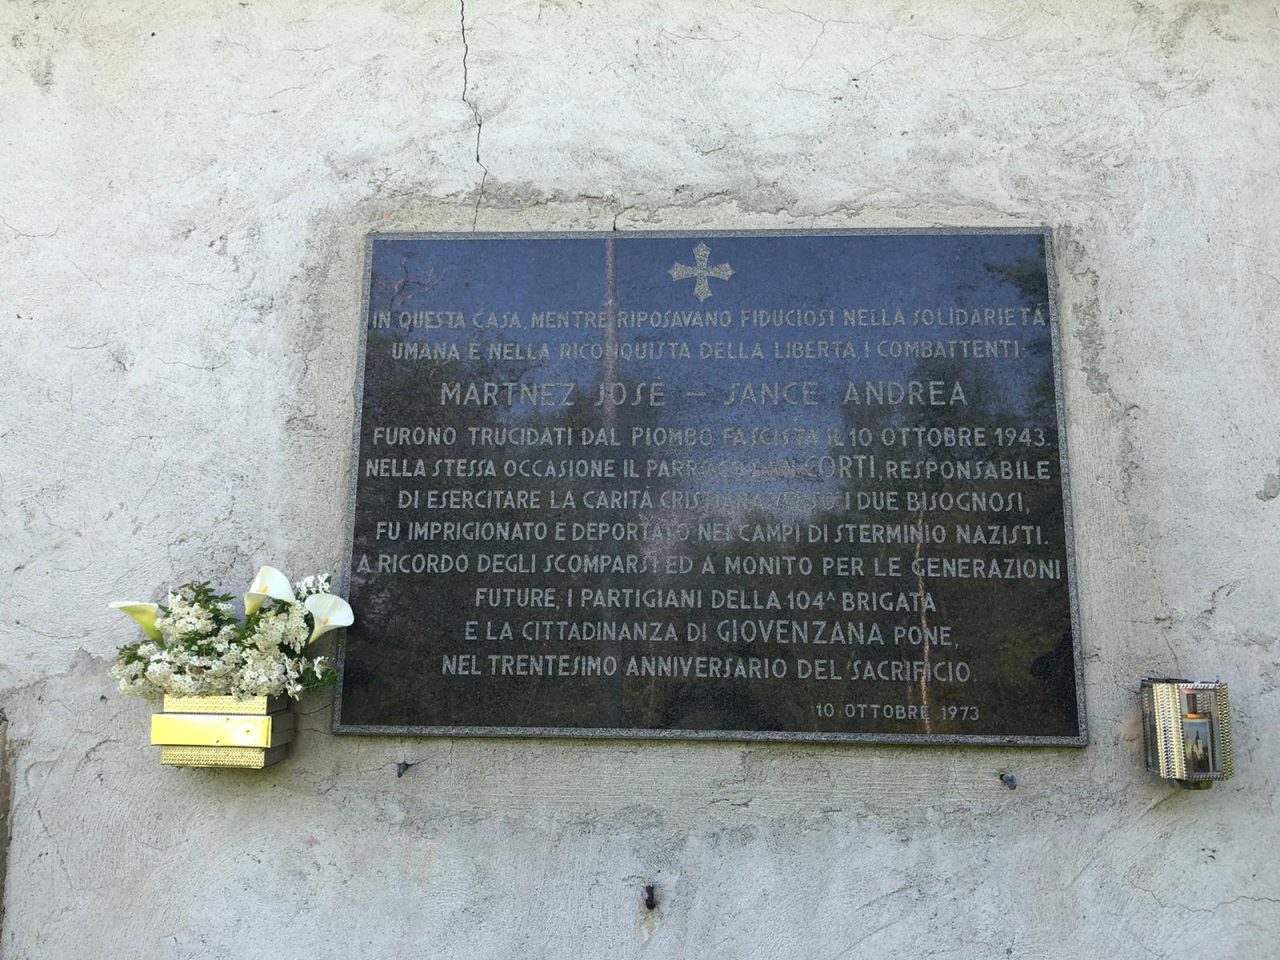 IN QUESTA CASA, MENTRE RIPOSAVANO FIDUCIOSI NELLA SOLIDARIETÀ
UMANA E NELLA RICONQUISTA DELLA LIBERTA, I COMBATTENTI
MARTNEZ JOSÈ – SANCE ANDREA
FURONO TRUCIDATI DAL PIOMBO FASCISTA IL 10 OTTOBRE 1943
NELLA STESSA OCCASIONE IL CORTI, RESPONSABILE
DI ESERCITARE LA CARITÀ CRISTIANA VERSO I DUE BISOGNOSI,
FU IMPRIGIONATO E DEPORTATO NEI CAMPI DI STERMINIO NAZISTI.
A RICORDO DEGLI SCOMPARSI ED A MONITO PER LE GENERAZIONI
FUTURE, I PARTIGIANI DELLA 104^ BRIGATA
E LA CITTADINANZA DI GIOVENZANA PONE,
NEL TRENTESIMO ANNIVERSARIO DEL SACRIFICIO
10 OTTOBRE 1973